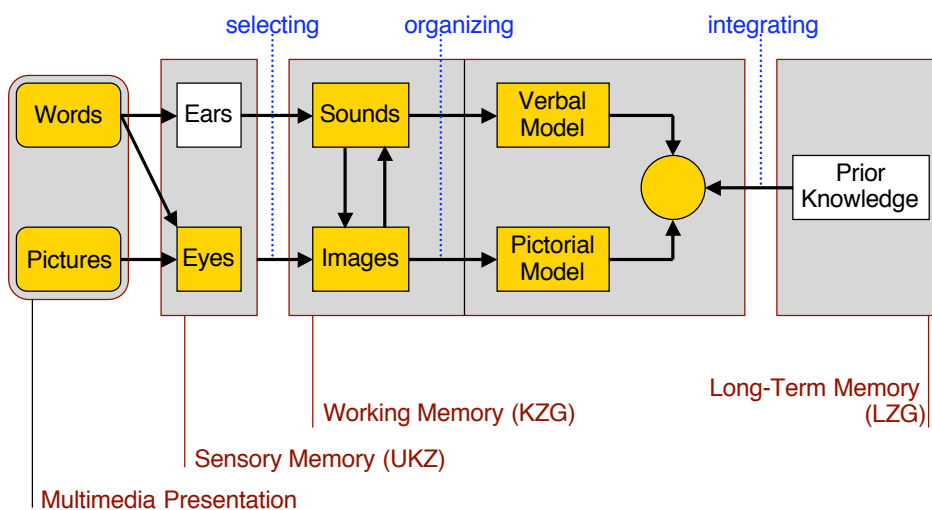 selecting
organizing
integrating
Words
Ears
Sounds
Verbal
Model
Prior
Knowledge
Pictures
Eyes
Images
Pictorial
Model
Long-Term Memory
(LZG)
Working Memory (KZG)
Sensory Memory (UKZ)
Multimedia Presentation